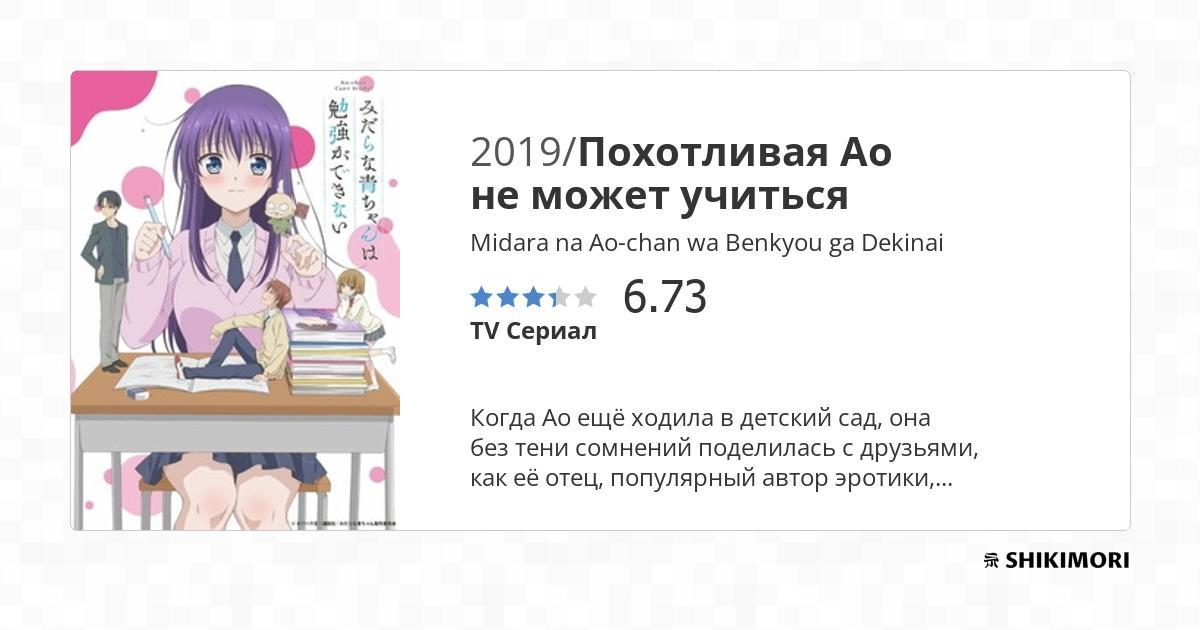 Ao-chan
Can't Study!
みだらな青ちゃんは
勉強ができない
2019/Похотливая Ао
не может учиться
Midara na Ao-chan wa Benkyou ga Dekinai
6.73
TV Сериал
Когда Ао ещё ходила в детский сад, она
без тени сомнений поделилась с друзьями,
как её отец, популярный автор эротики,...
SHIKIMORI